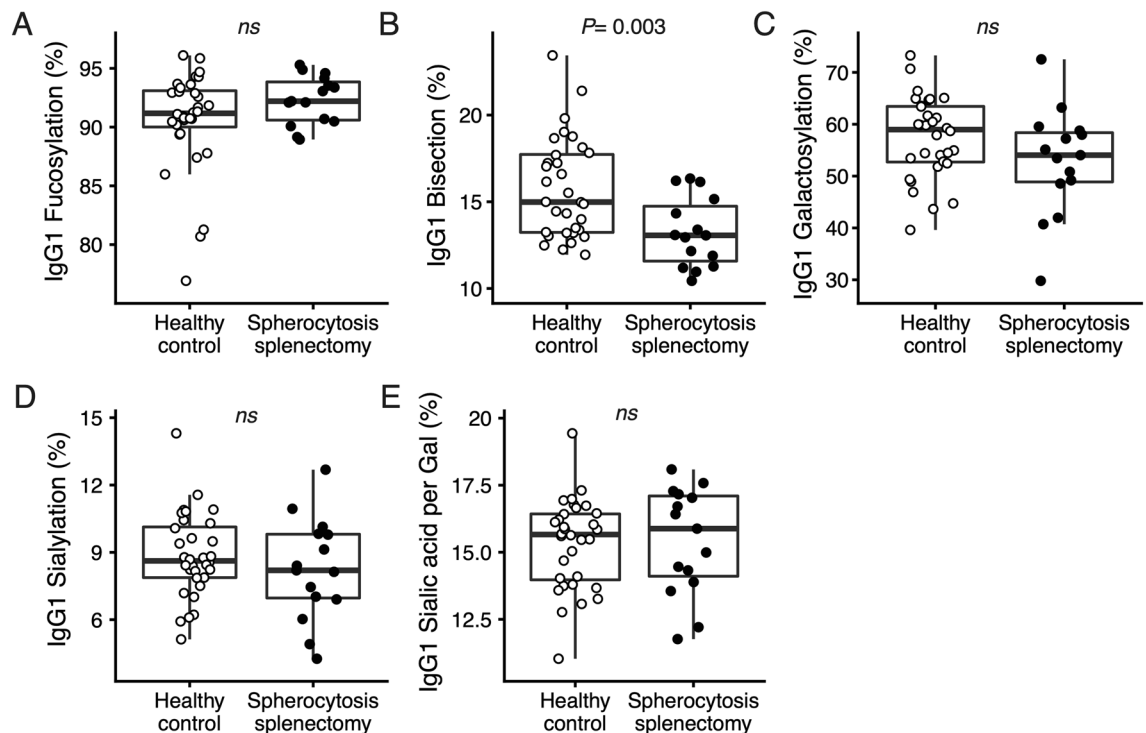 A
ns
IgG1 Fucosylation (%)
95
90
85
80
Healthy
control
Spherocytosis
splenectomy
B
P= 0.003
IgG1 Bisection (%)
20
15
10
Healthy
control
Spherocytosis
splenectomy
C
ns
IgG1 Galactosylation (%)
70
60
50
40
30
Healthy
control
Spherocytosis
splenectomy
D
ns
IgG1 Sialylation (%)
15
12
9
6
Healthy
control
Spherocytosis
splenectomy
E
ns
IgG1 Sialic acid per Gal (%)
20
17.5
15.0
12.5
Healthy
control
Spherocytosis
splenectomy